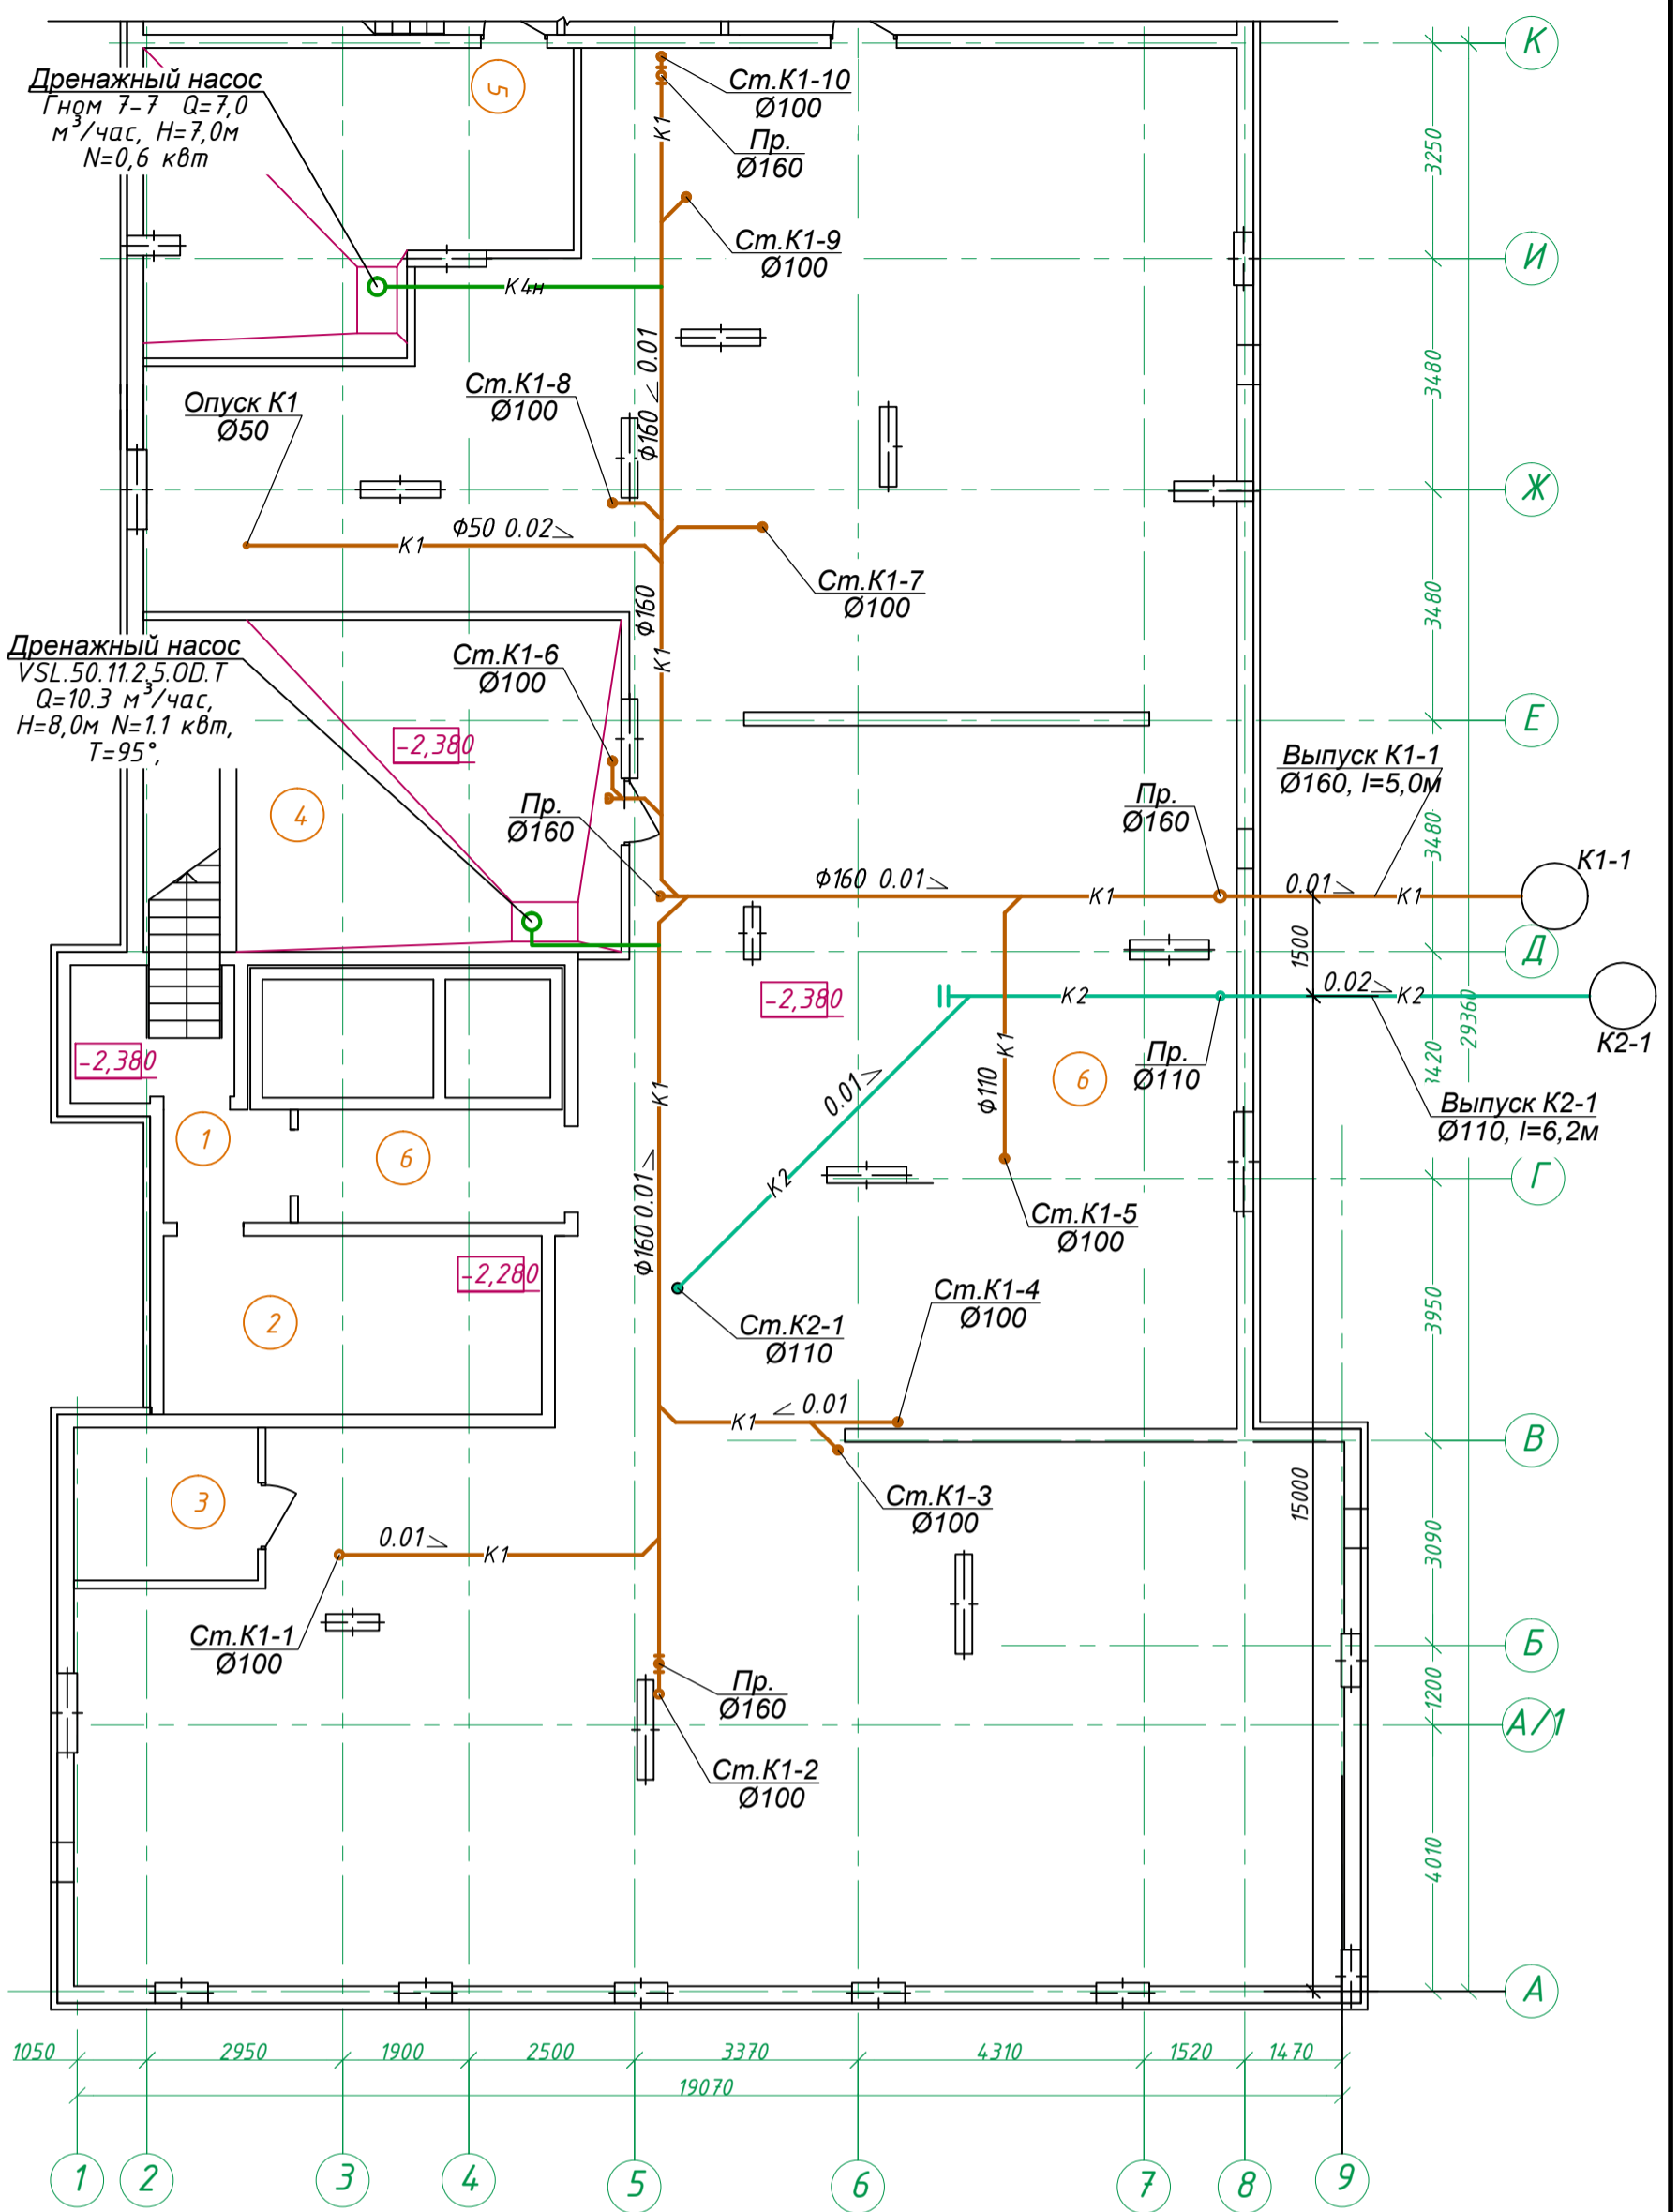 К
Дренажный насос
Гном 7-7 Q=7,0
м³/час, Н=7,0м
N=0,6 квт
5
Ст.К1-10
Ø100
К1
Пр.
Ø160
3250
Ст.К1-9
Ø100
И
К4н
Ø160 0.01
3480
Ст.К1-8
Ø100
Опуск К1
Ø50
Ж
Ø50 0.02
К1
Ст.К1-7
Ø100
Ø160
3480
К1
Дренажный насос
VSL.50.11.2.5.OD.T
Q=10.3 м³/час,
Н=8,0м N=1.1 квт,
Т=95°,
Ст.К1-6
Ø100
Е
-2,380
Выпуск К1-1
Ø160, l=5,0м
Пр.
Ø160
Пр.
Ø160
4
3480
К1-1
Ø160 0.01
К1
0.01
К1
1500
Д
0.02
К2
К2
-2,380
29360
К2-1
-2,380
К1
Пр.
Ø110
6
0.01
К1
Ø110
3420
Выпуск К2-1
Ø110, l=6,2м
1
6
К2
Г
Ø160 0.01
Ст.К1-5
Ø100
-2,280
2
Ст.К1-4
Ø100
Ст.К2-1
Ø110
3950
0.01
К1
В
3
Ст.К1-3
Ø100
15000
0.01
К1
3090
Ст.К1-1
Ø100
Б
Пр.
Ø160
1200
А/1
Ст.К1-2
Ø100
4010
А
1050
2950
1900
2500
3370
4310
1520
1470
19070
1
2
3
4
5
6
7
8
9